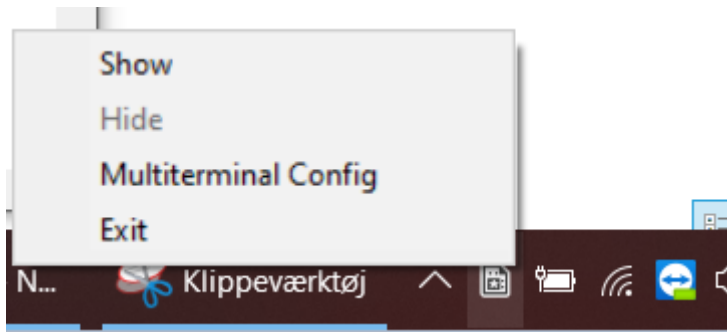 Show
Hide
Multiterminal Config
Exit
N... Klippeværktøj